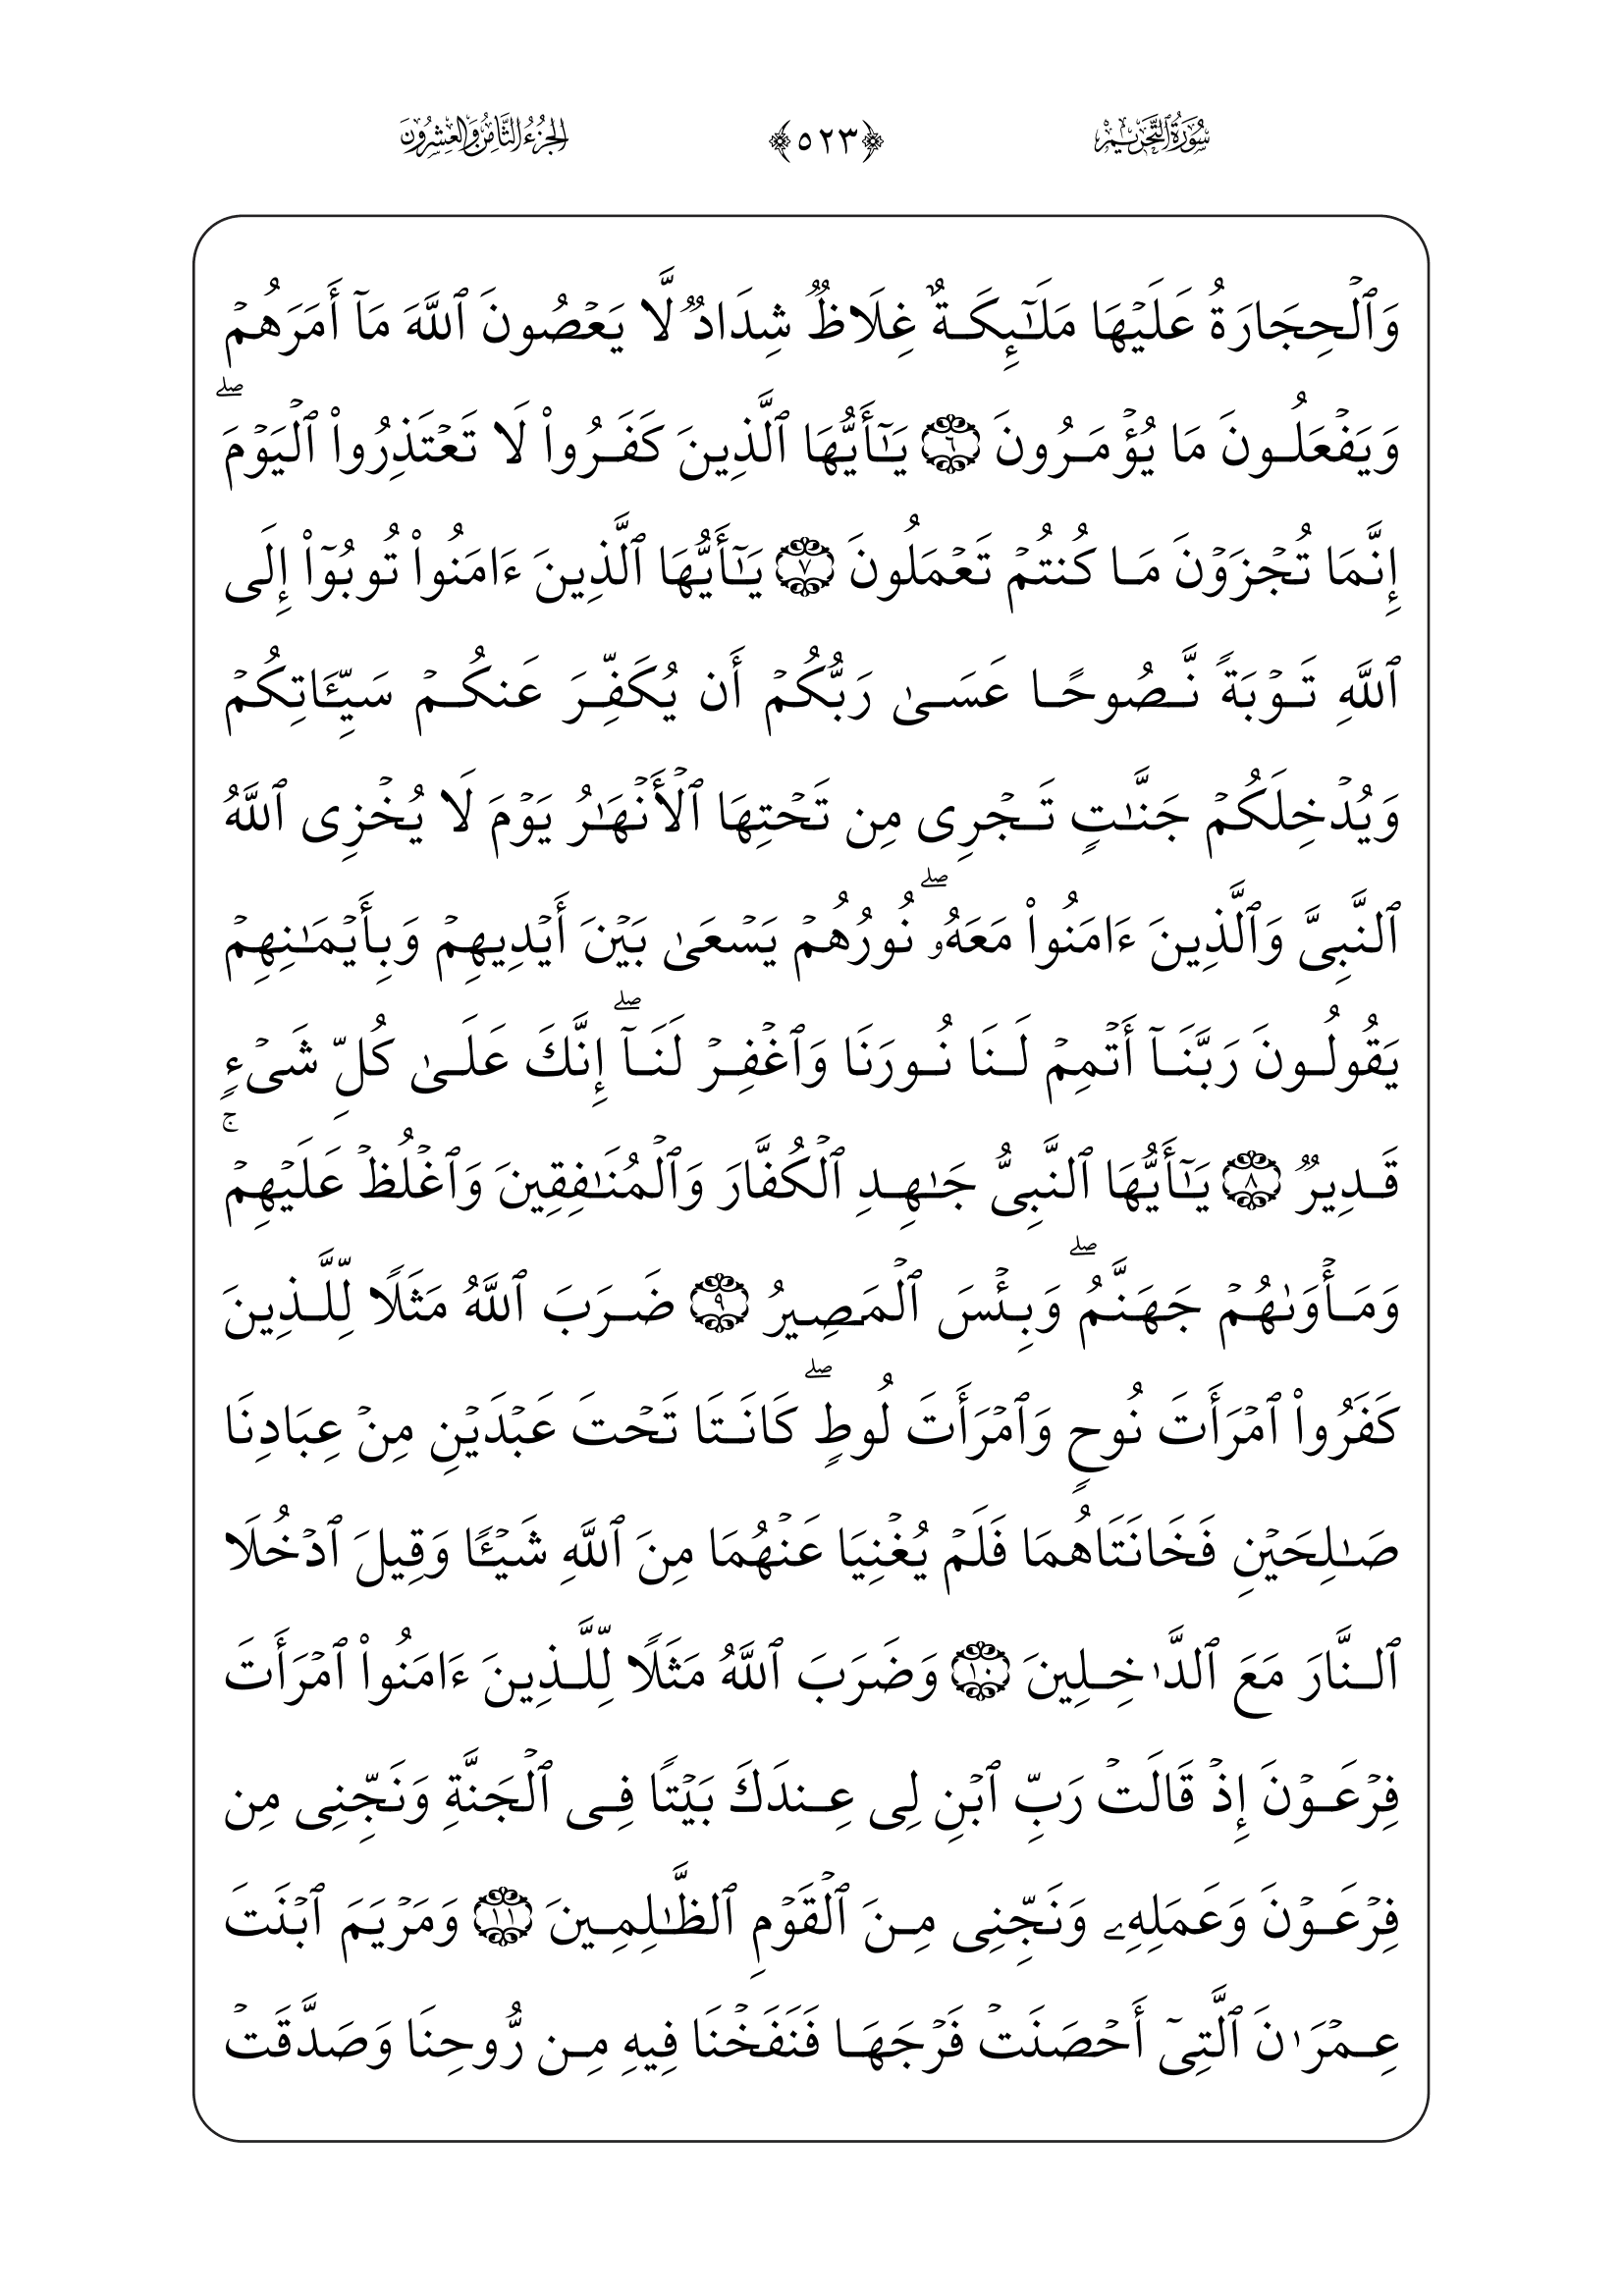 سُورَةُ ٱلتَّحۡرِيمِ ﴿٥٢٣﴾ الجُزْءُ الثَّامِنُ وَالعِشْرُونَ
وَٱلۡحِجَارَةُ عَلَيۡهَا مَلَـٰٓئِكَةٌ غِلَاظٌ شِدَادٌ لَّا يَعۡصُونَ ٱللَّهَ مَآ أَمَرَهُمۡ
وَيَفۡعَلُونَ مَا يُؤۡمَرُونَ ٦ يَـٰٓأَيُّهَا ٱلَّذِينَ كَفَرُوا۟ لَا تَعۡتَذِرُوا۟ ٱلۡيَوۡمَۖ
إِنَّمَا تُجۡزَوۡنَ مَا كُنتُمۡ تَعۡمَلُونَ ٧ يَـٰٓأَيُّهَا ٱلَّذِينَ ءَامَنُوا۟ تُوبُوٓا۟ إِلَى
ٱللَّهِ تَوۡبَةً نَّصُوحًا عَسَىٰ رَبُّكُمۡ أَن يُكَفِّرَ عَنكُمۡ سَيِّـَٔاتِكُمۡ
وَيُدۡخِلَكُمۡ جَنَّـٰتٍ تَجۡرِى مِن تَحۡتِهَا ٱلۡأَنۡهَـٰرُ يَوۡمَ لَا يُخۡزِى ٱللَّهُ
ٱلنَّبِىَّ وَٱلَّذِينَ ءَامَنُوا۟ مَعَهُۥۖ نُورُهُمۡ يَسۡعَىٰ بَيۡنَ أَيۡدِيهِمۡ وَبِأَيۡمَـٰنِهِمۡ
يَقُولُونَ رَبَّنَآ أَتۡمِمۡ لَنَا نُورَنَا وَٱغۡفِرۡ لَنَآۖ إِنَّكَ عَلَىٰ كُلِّ شَىۡءٍ
قَدِيرٌ ٨ يَـٰٓأَيُّهَا ٱلنَّبِىُّ جَـٰهِدِ ٱلۡكُفَّارَ وَٱلۡمُنَـٰفِقِينَ وَٱغۡلُظۡ عَلَيۡهِمۡۚ
وَمَأۡوَىٰهُمۡ جَهَنَّمُۖ وَبِئۡسَ ٱلۡمَصِيرُ ٩ ضَرَبَ ٱللَّهُ مَثَلًا لِّلَّذِينَ
كَفَرُوا۟ ٱمۡرَأَتَ نُوحٍ وَٱمۡرَأَتَ لُوطٍۖ كَانَتَا تَحۡتَ عَبۡدَيۡنِ مِنۡ عِبَادِنَا
صَـٰلِحَيۡنِ فَخَانَتَاهُمَا فَلَمۡ يُغۡنِيَا عَنۡهُمَا مِنَ ٱللَّهِ شَيۡـًٔا وَقِيلَ ٱدۡخُلَا
ٱلنَّارَ مَعَ ٱلدَّٰخِلِينَ ١٠ وَضَرَبَ ٱللَّهُ مَثَلًا لِّلَّذِينَ ءَامَنُوا۟ ٱمۡرَأَتَ
فِرۡعَوۡنَ إِذۡ قَالَتۡ رَبِّ ٱبۡنِ لِى عِندَكَ بَيۡتًا فِى ٱلۡجَنَّةِ وَنَجِّنِى مِن
فِرۡعَوۡنَ وَعَمَلِهِۦ وَنَجِّنِى مِنَ ٱلۡقَوۡمِ ٱلظَّـٰلِمِينَ ١١ وَمَرۡيَمَ ٱبۡنَتَ
عِمۡرَٰنَ ٱلَّتِىٓ أَحۡصَنَتۡ فَرۡجَهَا فَنَفَخۡنَا فِيهِ مِن رُّوحِنَا وَصَدَّقَتۡ